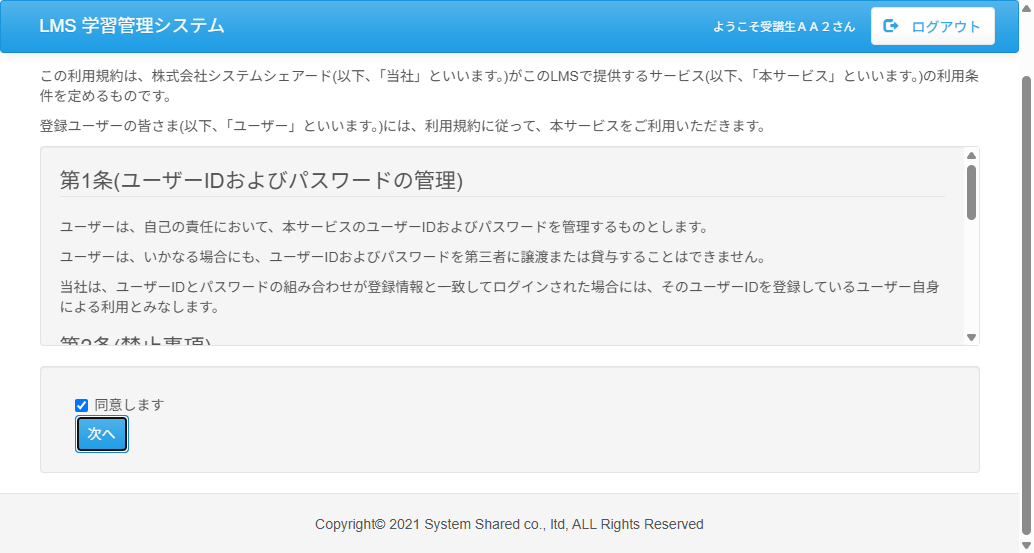 LMS 学習管理システム
ようこそ受講生ＡＡ２さん
ログアウト
この利用規約は、株式会社システムシェアード(以下、「当社」といいます。)がこのLMSで提供するサービス(以下、「本サービス」といいます。)の利用条
件を定めるものです。
登録ユーザーの皆さま(以下、「ユーザー」といいます。)には、利用規約に従って、本サービスをご利用いただきます。
第1条(ユーザーIDおよびパスワードの管理)
ユーザーは、自己の責任において、本サービスのユーザーIDおよびパスワードを管理するものとします。
ユーザーは、いかなる場合にも、ユーザーIDおよびパスワードを第三者に譲渡または貸与することはできません。
当社は、ユーザーIDとパスワードの組み合わせが登録情報と一致してログインされた場合には、そのユーザーIDを登録しているユーザー自身
による利用とみなします。
第2条(禁止事項)
同意します
次へ
Copyright© 2021 System Shared co., ltd, ALL Rights Reserved